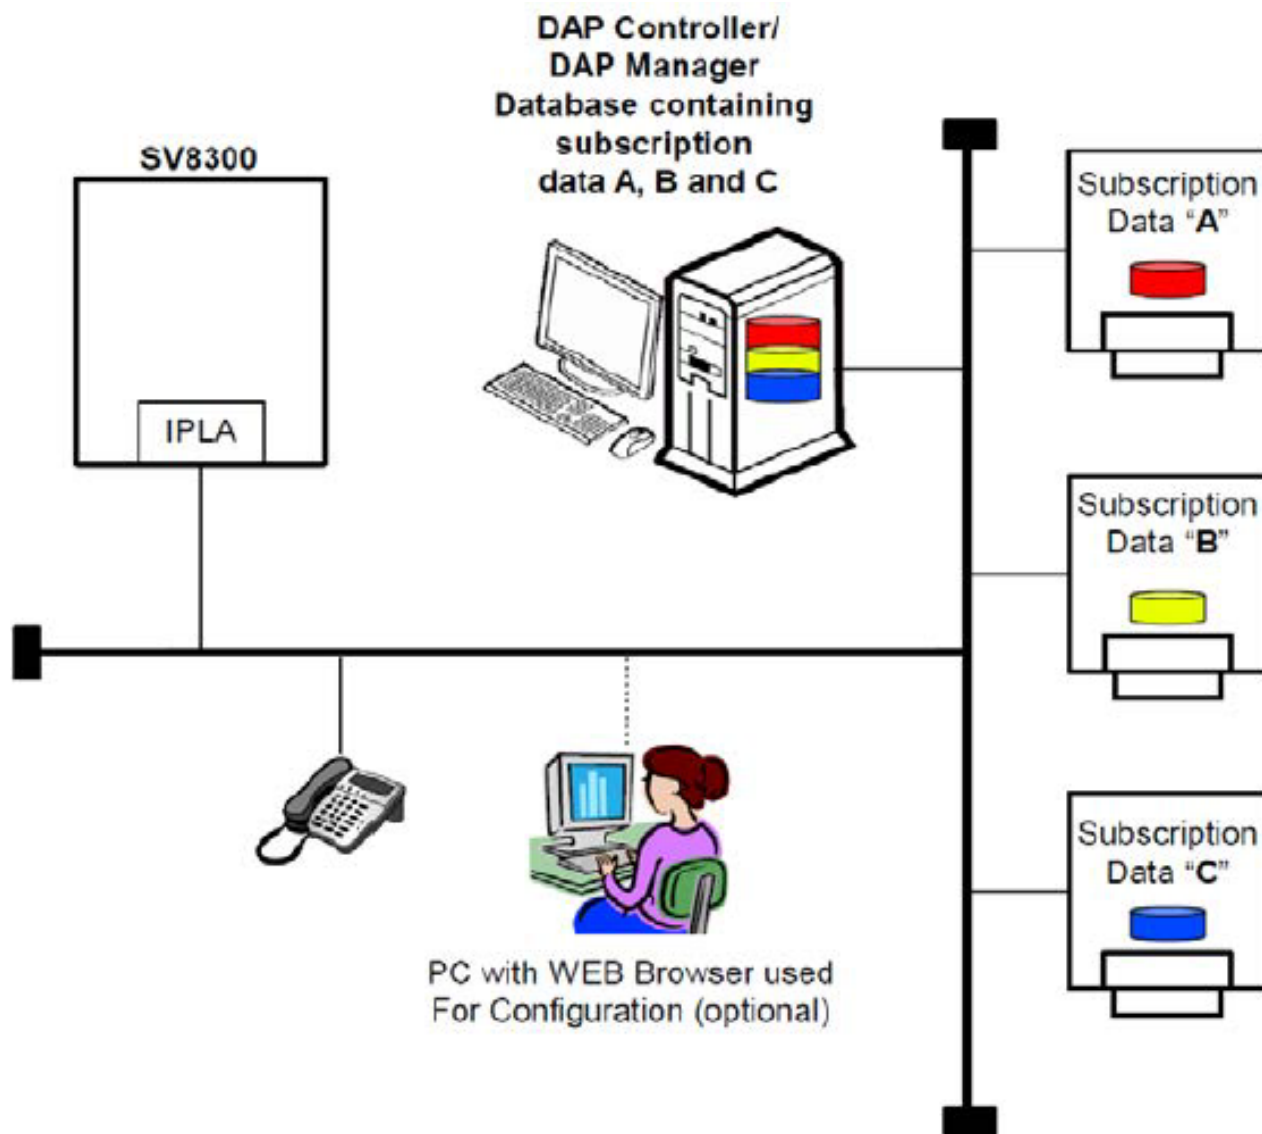 DAP Controller/
DAP Manager
Database containing
subscription
data A, B and C
SV8300
IPLA
Subscription
Data “A”
Subscription
Data “B”
Subscription
Data “C”
PC with WEB Browser used
For Configuration (optional)